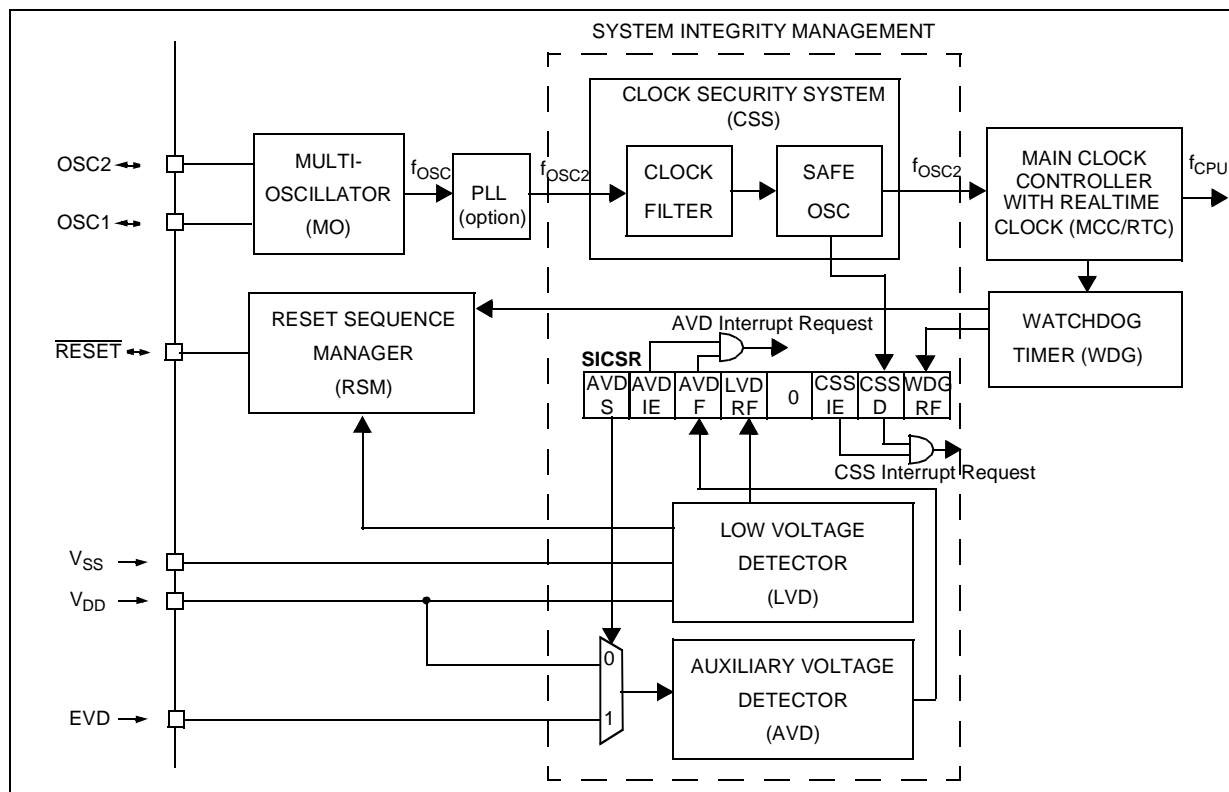 SYSTEM INTEGRITY MANAGEMENT
CLOCK SECURITY SYSTEM
(CSS)
OSC2
OSC1
MULTI-
OSCILLATOR
(MO)
fOSC
PLL
(option)
fOSC2
CLOCK
FILTER
SAFE
OSC
fOSC2
MAIN CLOCK
CONTROLLER
WITH REALTIME
CLOCK (MCC/RTC)
fCPU
RESET
RESET SEQUENCE
MANAGER
(RSM)
AVD Interrupt Request
WATCHDOG
TIMER (WDG)
SICSR
AVD
S
AVD
IE
AVD
F
LVD
RF
0
CSS
IE
CSS
D
WDG
RF
CSS Interrupt Request
VSS
VDD
LOW VOLTAGE
DETECTOR
(LVD)
EVD
0
1
AUXILIARY VOLTAGE
DETECTOR
(AVD)